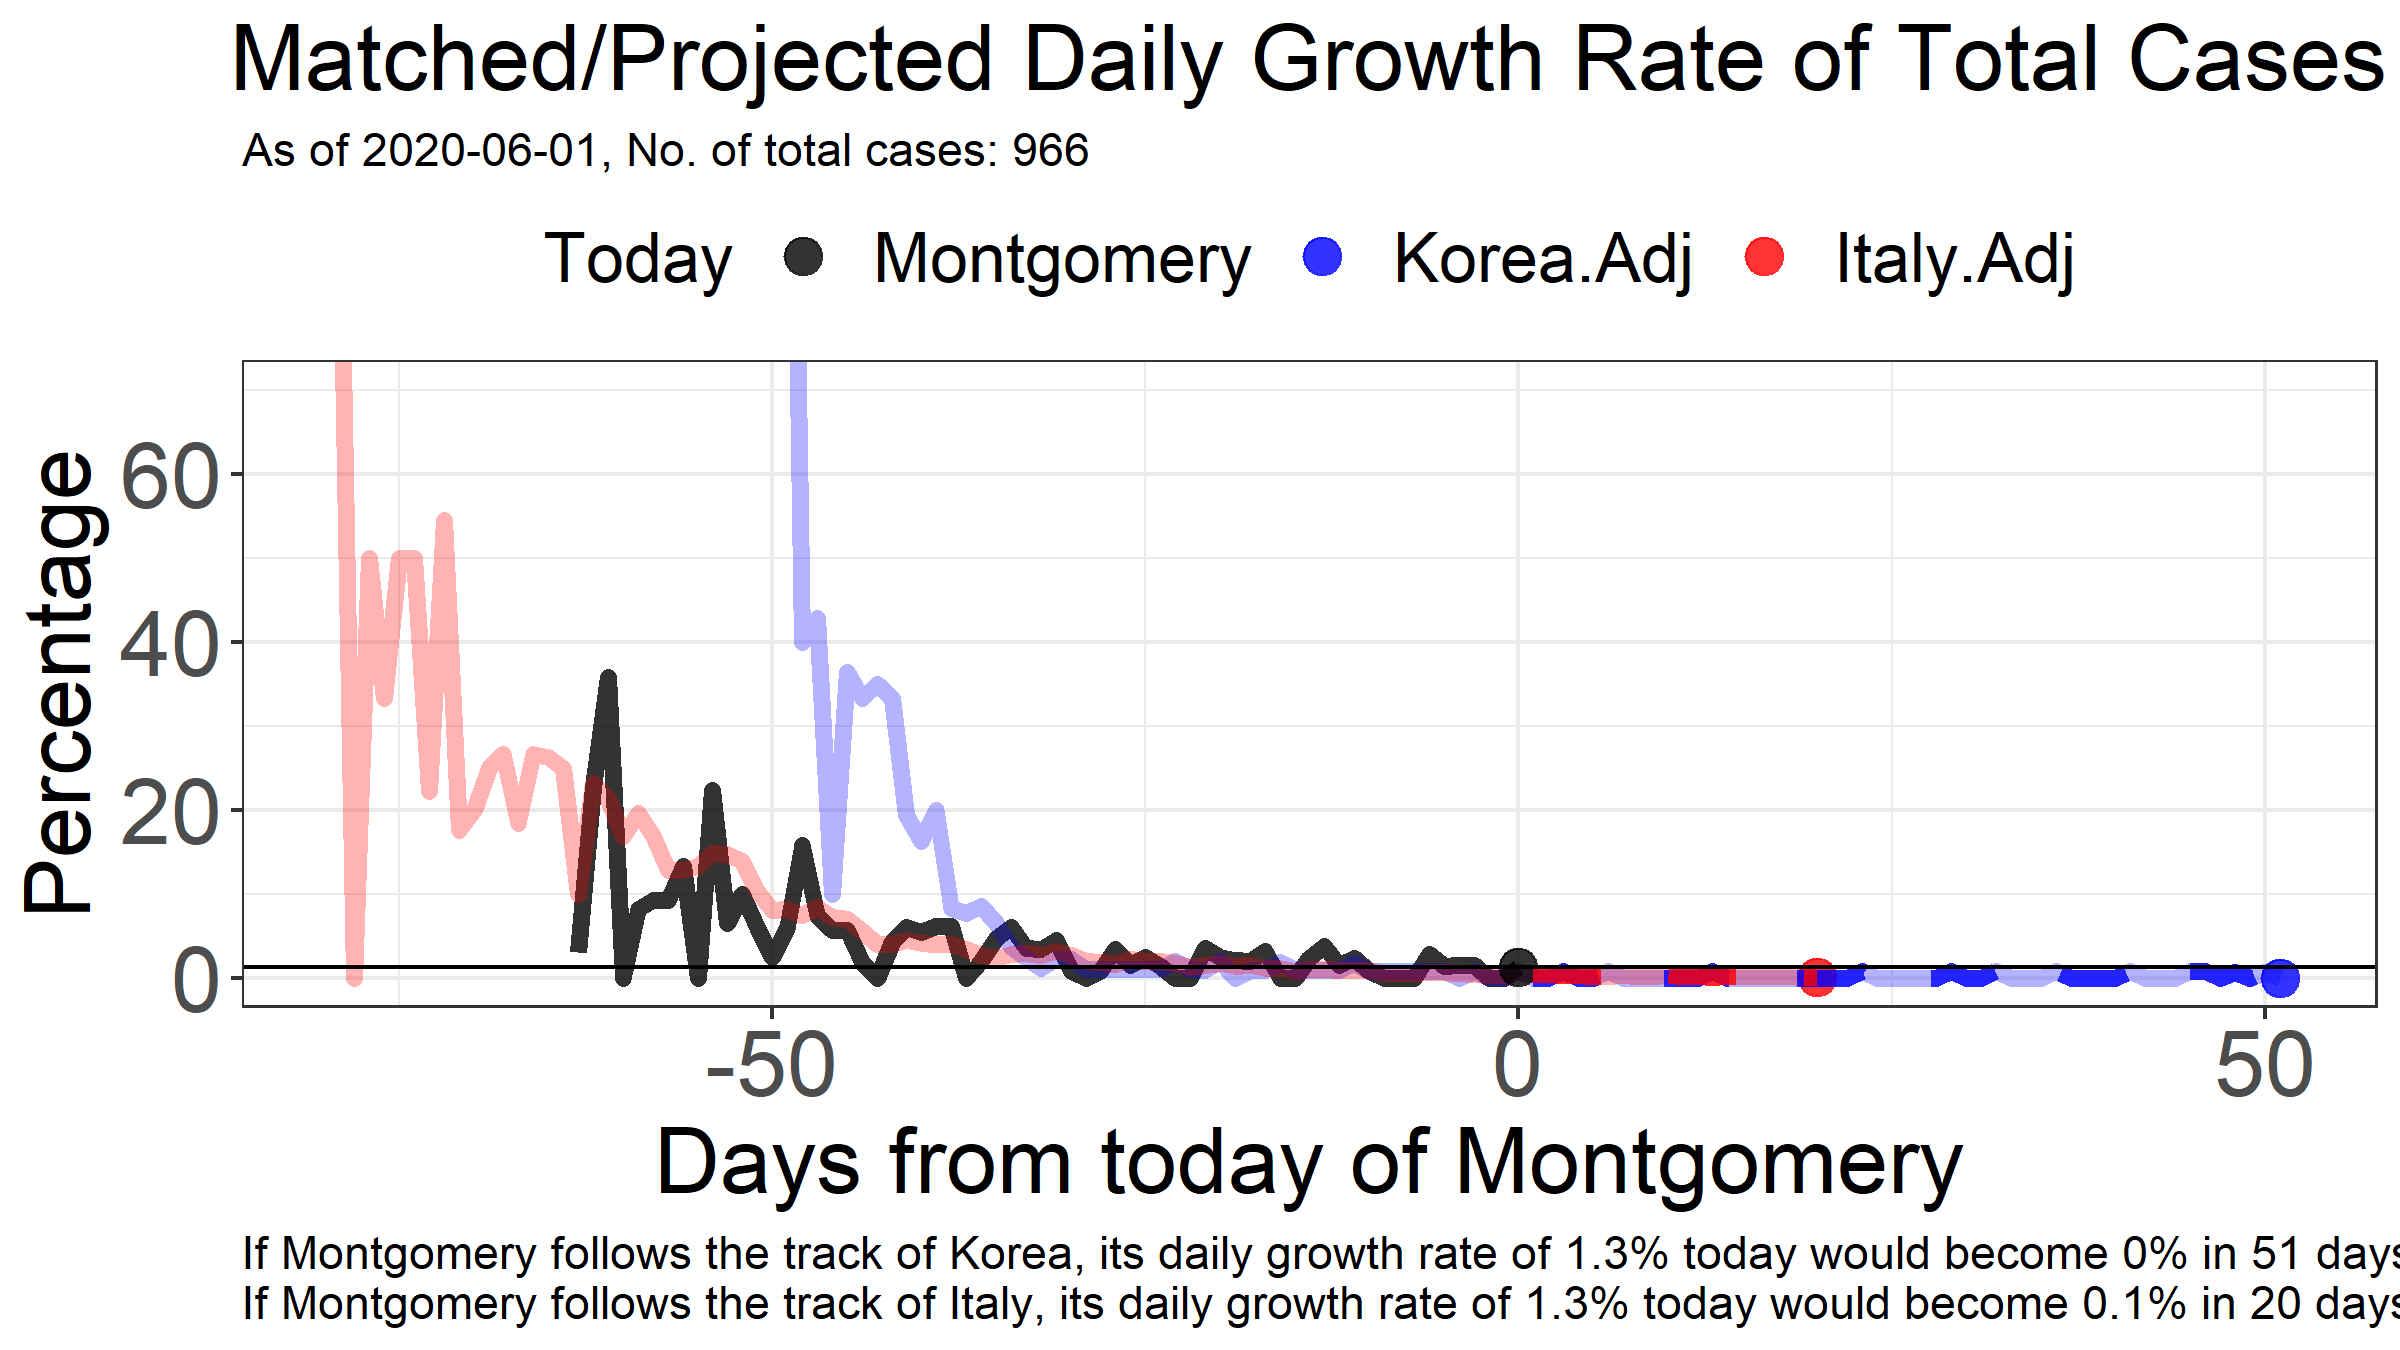 Matched/Projected Daily Growth Rate of Total Cases
As of 2020-06-01, No. of total cases: 966
Today Montgomery Korea.Adj Italy.Adj
Percentage
60
40
20
0
-50 0 50
Days from today of Montgomery
If Montgomery follows the track of Korea, its daily growth rate of 1.3% today would become 0% in 51 days
If Montgomery follows the track of Italy, its daily growth rate of 1.3% today would become 0.1% in 20 days